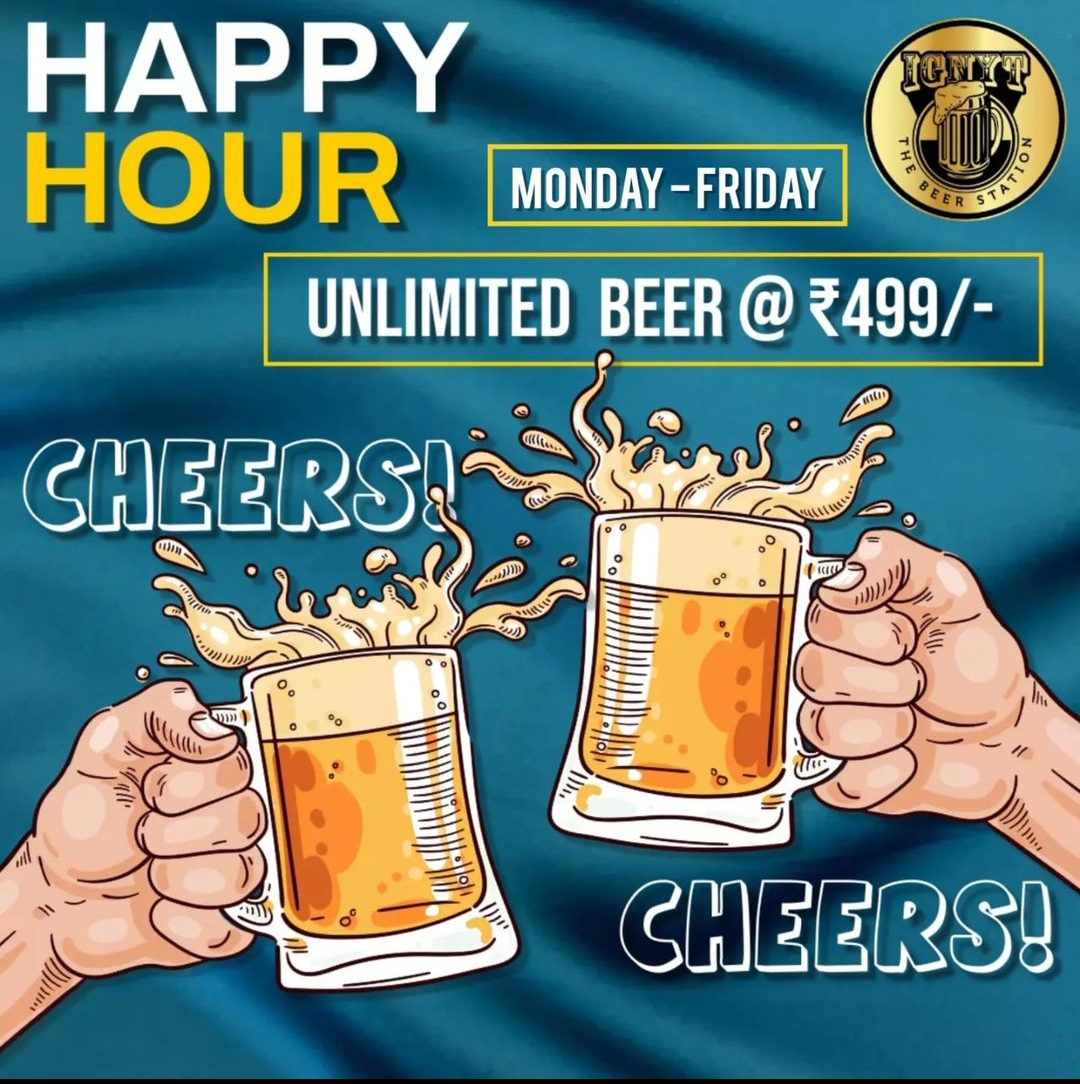 HAPPY
HOUR
IGNYT
THE BEER STATION
MONDAY - FRIDAY
UNLIMITED BEER @ ₹499/-
CHEERS!
CHEERS!